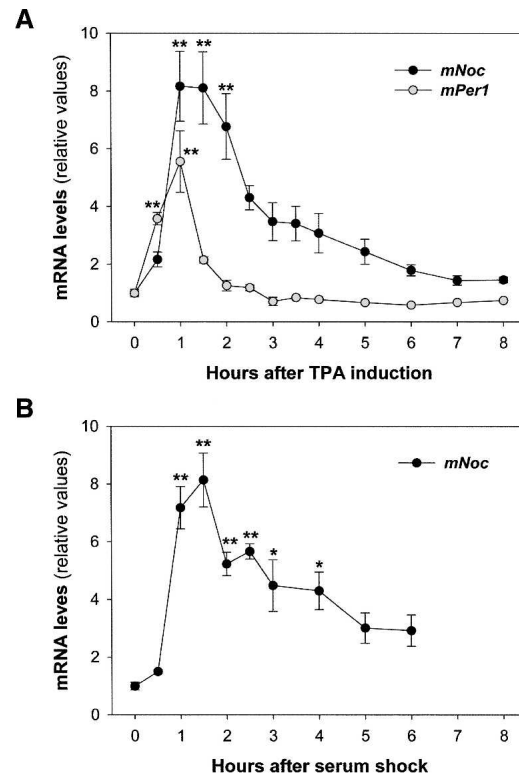 A
10
8
6
4
2
0
mRNA levels (relative values)
**
**
**
**
**
mNoc
mPer1
0 1 2 3 4 5 6 7 8
Hours after TPA induction
B
10
8
6
4
2
0
mRNA leves (relative values)
**
**
**
**
*
*
mNoc
0 1 2 3 4 5 6 7 8
Hours after serum shock